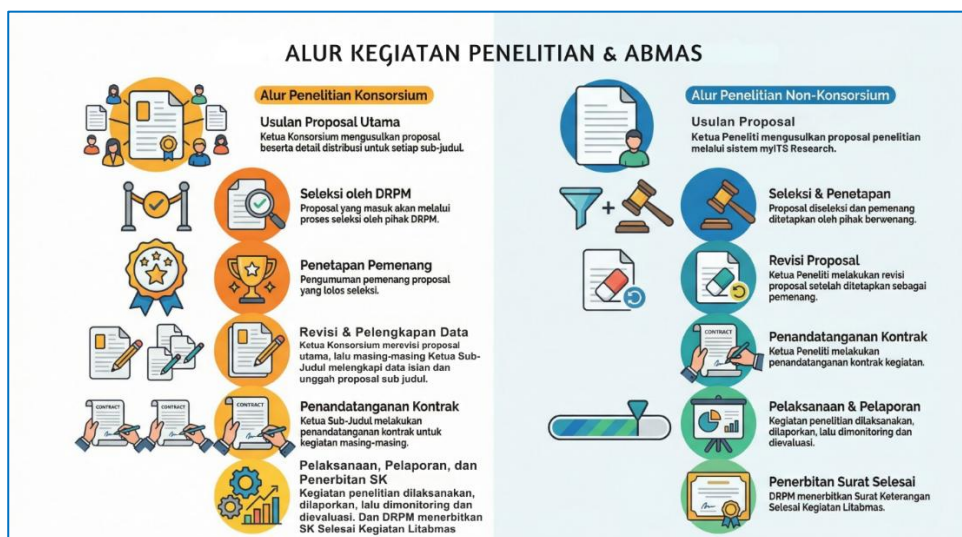 ALUR KEGIATAN PENELITIAN & ABMAS
Alur Penelitian Konsorsium
Usulan Proposal Utama
Ketua Konsorsium mengusulkan proposal
beserta detail distribusi untuk setiap sub-judul.
Seleksi oleh DRPM
Proposal yang masuk akan melalui
proses seleksi oleh pihak DRPM.
Penetapan Pemenang
Pengumuman pemenang proposal
yang lolos seleksi.
Revisi & Pelengkapan Data
Ketua Konsorsium merevisi proposal
utama, lalu masing-masing Ketua Sub-
Judul melengkapi data isian dan
unggah proposal sub judul.
CONTRACT
CONTRACT
CONTRACT
Penandatanganan Kontrak
Ketua Sub-Judul melakukan
penandatanganan kontrak untuk
kegiatan masing-masing.
Pelaksanaan, Pelaporan, dan
Penerbitan SK
Kegiatan penelitian dilaksanakan,
dilaporkan, lalu dimonitoring dan
dievaluasi. Dan DRPM menerbitkan
SK Selesai Kegiatan Litabmas
Alur Penelitian Non-Konsorsium
Usulan Proposal
Ketua Peneliti mengusulkan proposal penelitian
melalui sistem myITS Research.
+
Seleksi & Penetapan
Proposal diseleksi dan pemenang
ditetapkan oleh pihak berwenang.
Revisi Proposal
Ketua Peneliti melakukan revisi
proposal setelah ditetapkan sebagai
pemenang.
CONTRACT
Penandatanganan Kontrak
Ketua Peneliti melakukan
penandatanganan kontrak kegiatan.
Pelaksanaan & Pelaporan
Kegiatan penelitian dilaksanakan,
dilaporkan, lalu dimonitoring dan
dievaluasi.
Penerbitan Surat Selesai
DRPM menerbitkan Surat Keterangan
Selesai Kegiatan Litabmas.